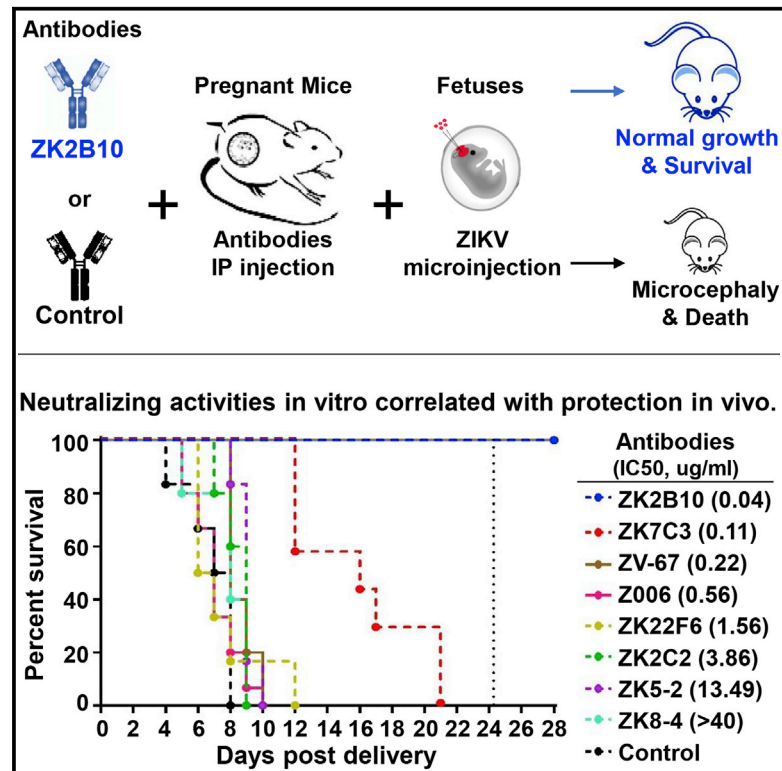 Antibodies
ZK2B10
or
Control
+
Pregnant Mice
Antibodies
IP injection
+
Fetuses
ZIKV
microinjection
Normal growth
& Survival
Microcephaly
& Death
Neutralizing activities in vitro correlated with protection in vivo.
Percent survival
100
80
60
40
20
0
0 2 4 6 8 10 12 14 16 18 20 22 24 26 28
Days post delivery
Antibodies
(IC50, ug/ml)
ZK2B10 (0.04)
ZK7C3 (0.11)
ZV-67 (0.22)
Z006 (0.56)
ZK22F6 (1.56)
ZK2C2 (3.86)
ZK5-2 (13.49)
ZK8-4 (>40)
Control